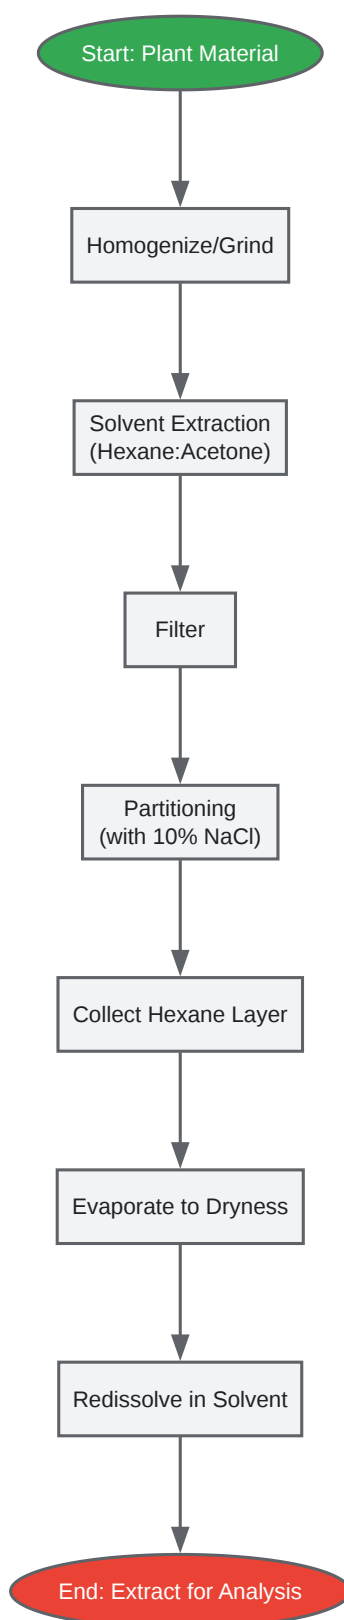 Start: Plant Material
Homogenize/Grind
Solvent Extraction
(Hexane:Acetone)
Filter
Partitioning
(with 10% NaCl)
Collect Hexane Layer
Evaporate to Dryness
Redissolve in Solvent
End: Extract for Analysis